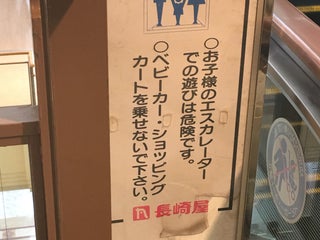 ○お子様のエスカレーター
での遊びは危険です。
○ベビーカー・ショッピング
カートを乗せないで下さい。
長崎屋